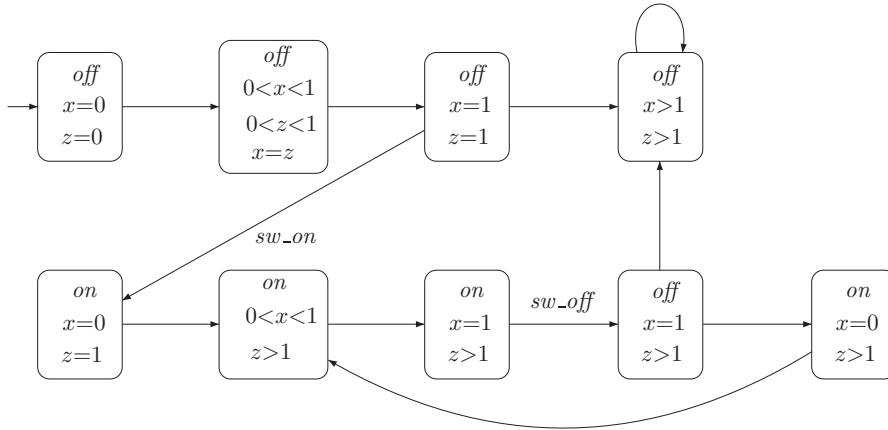 off
x=0
z=0
off
0<x<1
0<z<1
x=z
off
x=1
z=1
off
x>1
z>1
sw_on
on
x=0
z=1
on
0<x<1
z>1
on
x=1
z>1
sw_off
off
x=1
z>1
on
x=0
z>1